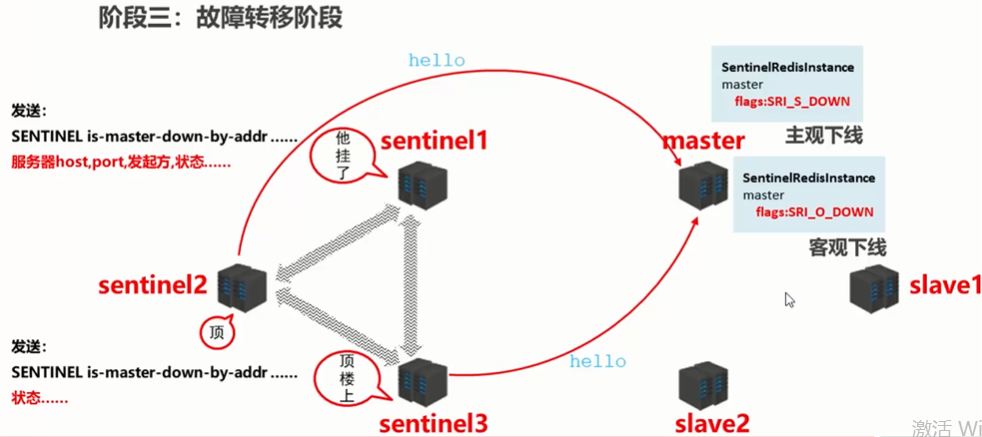 阶段三：故障转移阶段
hello
SentinelRedisInstance
master
flags:SRI_S_DOWN
主观下线
发送：
SENTINEL is-master-down-by-addr ……
服务器host,port,发起方,状态……
他挂了
sentinel1
master
SentinelRedisInstance
master
flags:SRI_O_DOWN
客观下线
sentinel2
slave1
顶
发送：
SENTINEL is-master-down-by-addr ……
状态……
顶楼上
hello
sentinel3
slave2
激活 Wi